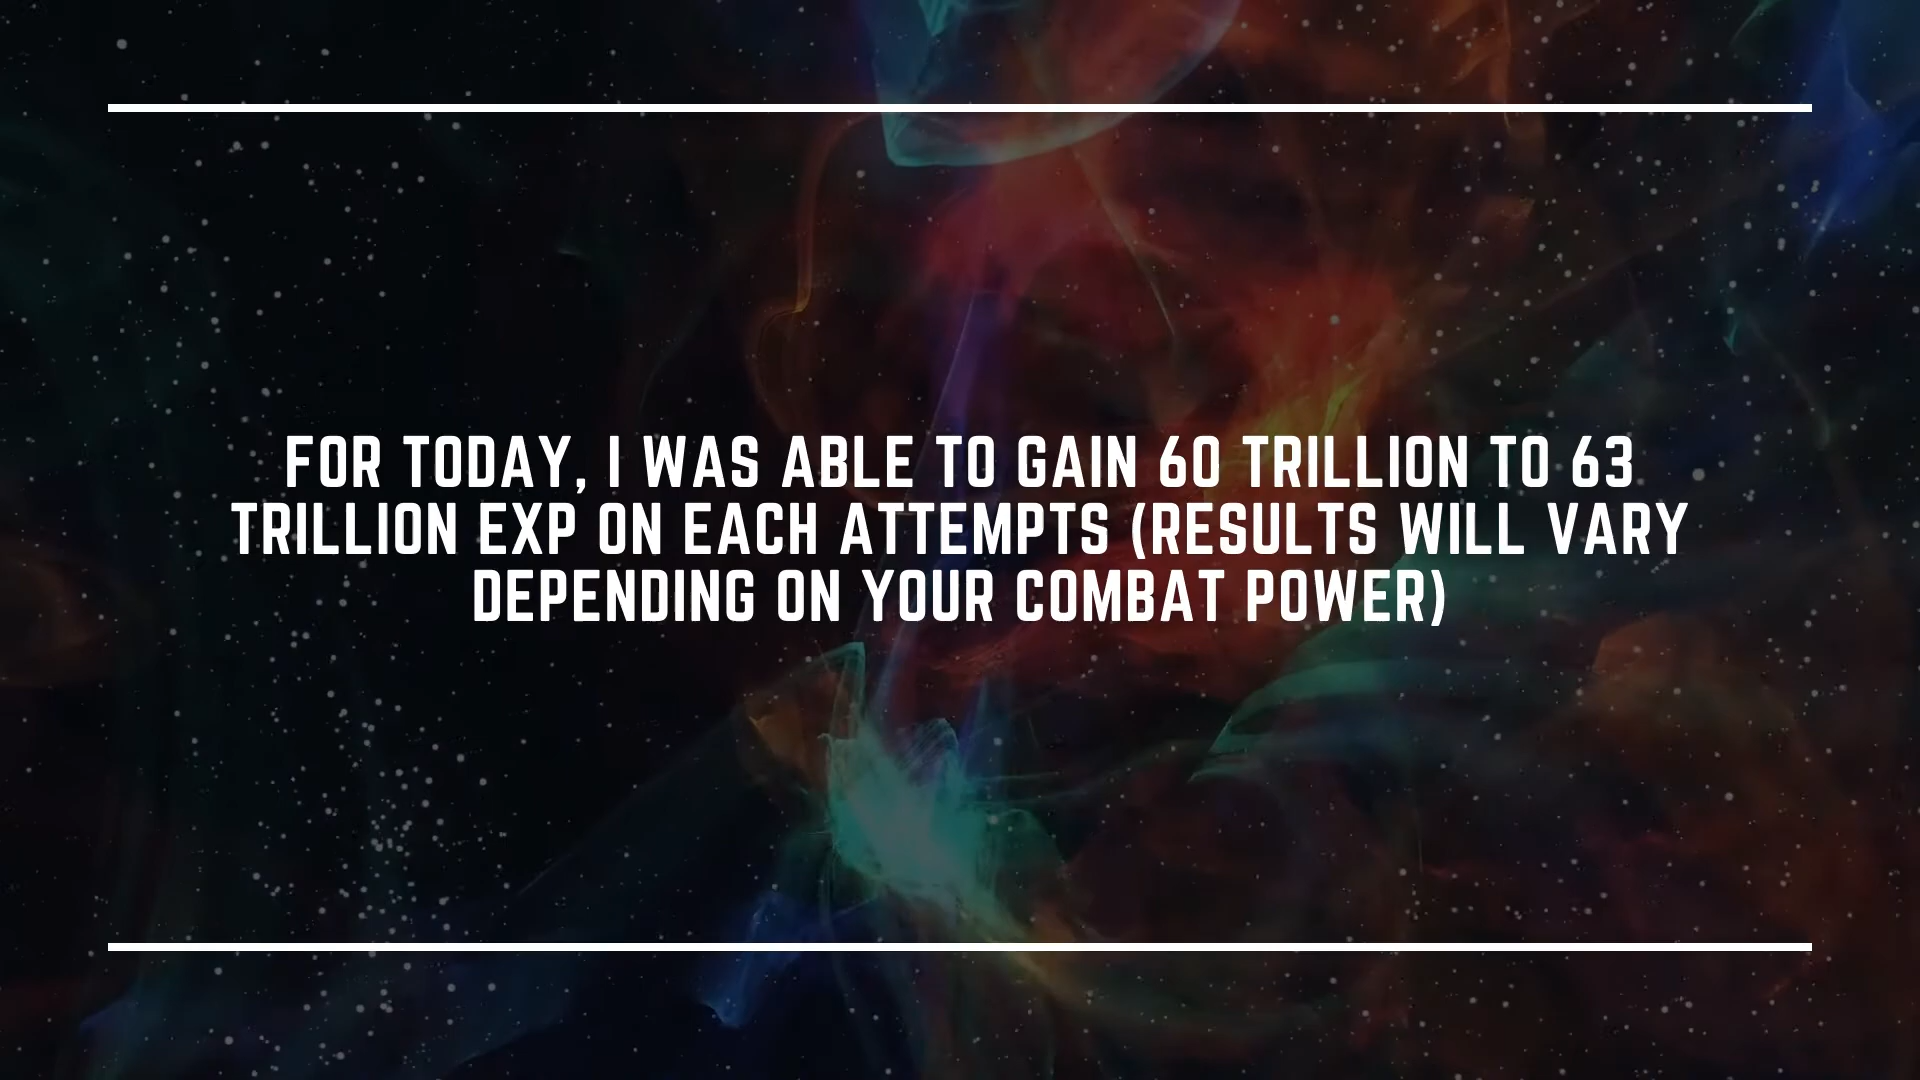 FOR TODAY, I WAS ABLE TO GAIN 60 TRILLION TO 63
TRILLION EXP ON EACH ATTEMPTS (RESULTS WILL VARY
DEPENDING ON YOUR COMBAT POWER)